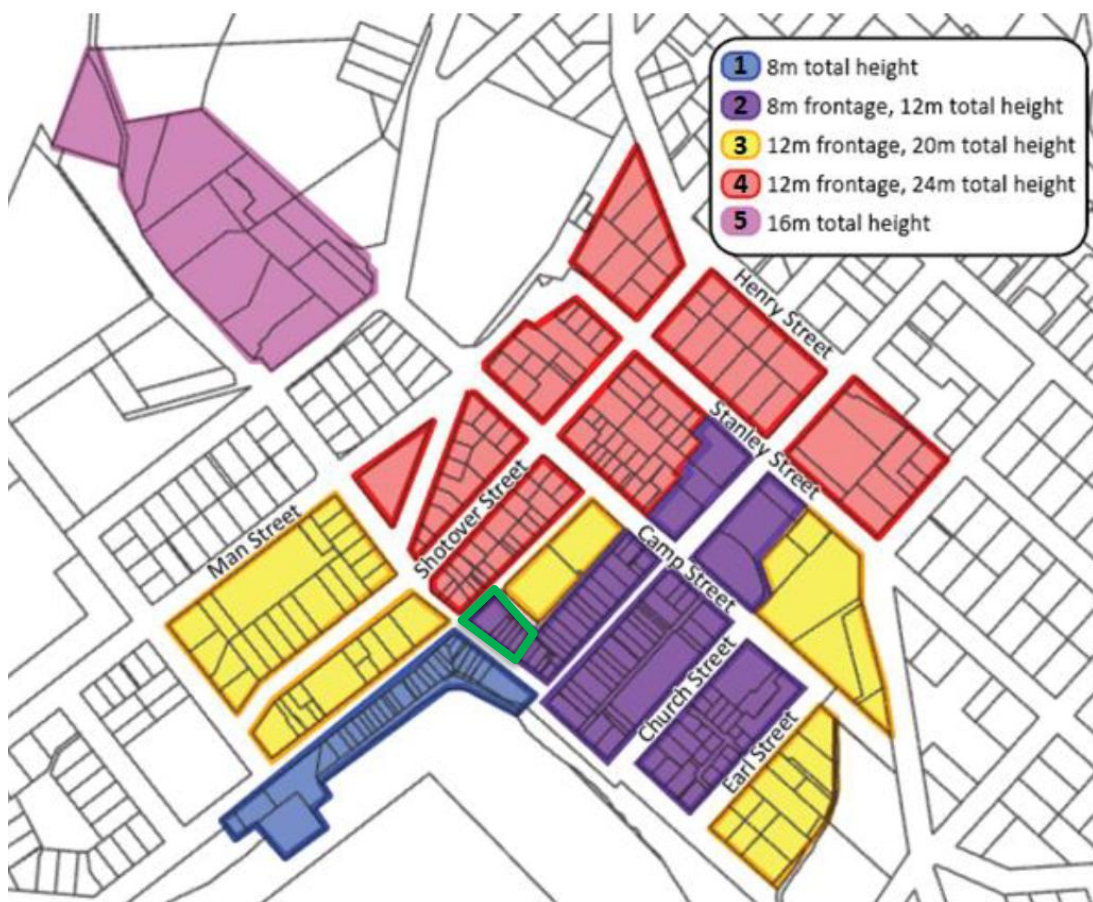 1 8m total height
2 8m frontage, 12m total height
3 12m frontage, 20m total height
4 12m frontage, 24m total height
5 16m total height
Henry Street
Stanley Street
Shotover Street
Man Street
Camp Street
Church Street
Earl Street